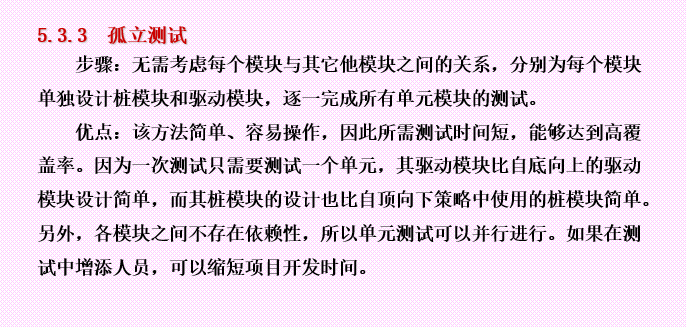 5.3.3 孤立测试
步骤：无需考虑每个模块与其它他模块之间的关系，分别为每个模块
单独设计桩模块和驱动模块，逐一完成所有单元模块的测试。
优点：该方法简单、容易操作，因此所需测试时间短，能够达到高覆
盖率。因为一次测试只需要测试一个单元，其驱动模块比自底向上的驱动
模块设计简单，而其桩模块的设计也比自顶向下策略中使用的桩模块简单。
另外，各模块之间不存在依赖性，所以单元测试可以并行进行。如果在测
试中增添人员，可以缩短项目开发时间。